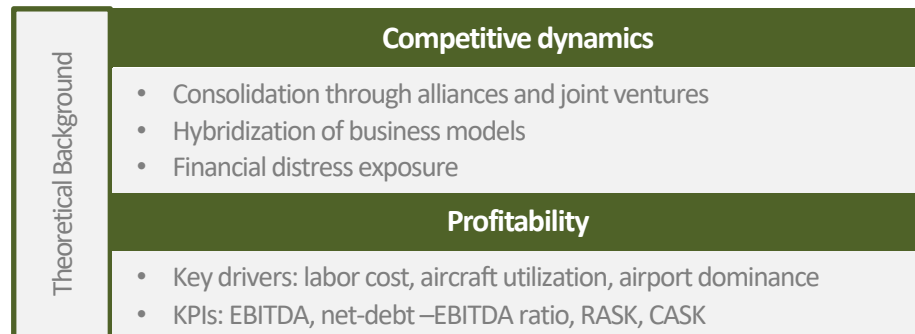 Theoretical Background
Competitive dynamics
• Consolidation through alliances and joint ventures
• Hybridization of business models
• Financial distress exposure
Profitability
• Key drivers: labor cost, aircraft utilization, airport dominance
• KPIs: EBITDA, net-debt –EBITDA ratio, RASK, CASK